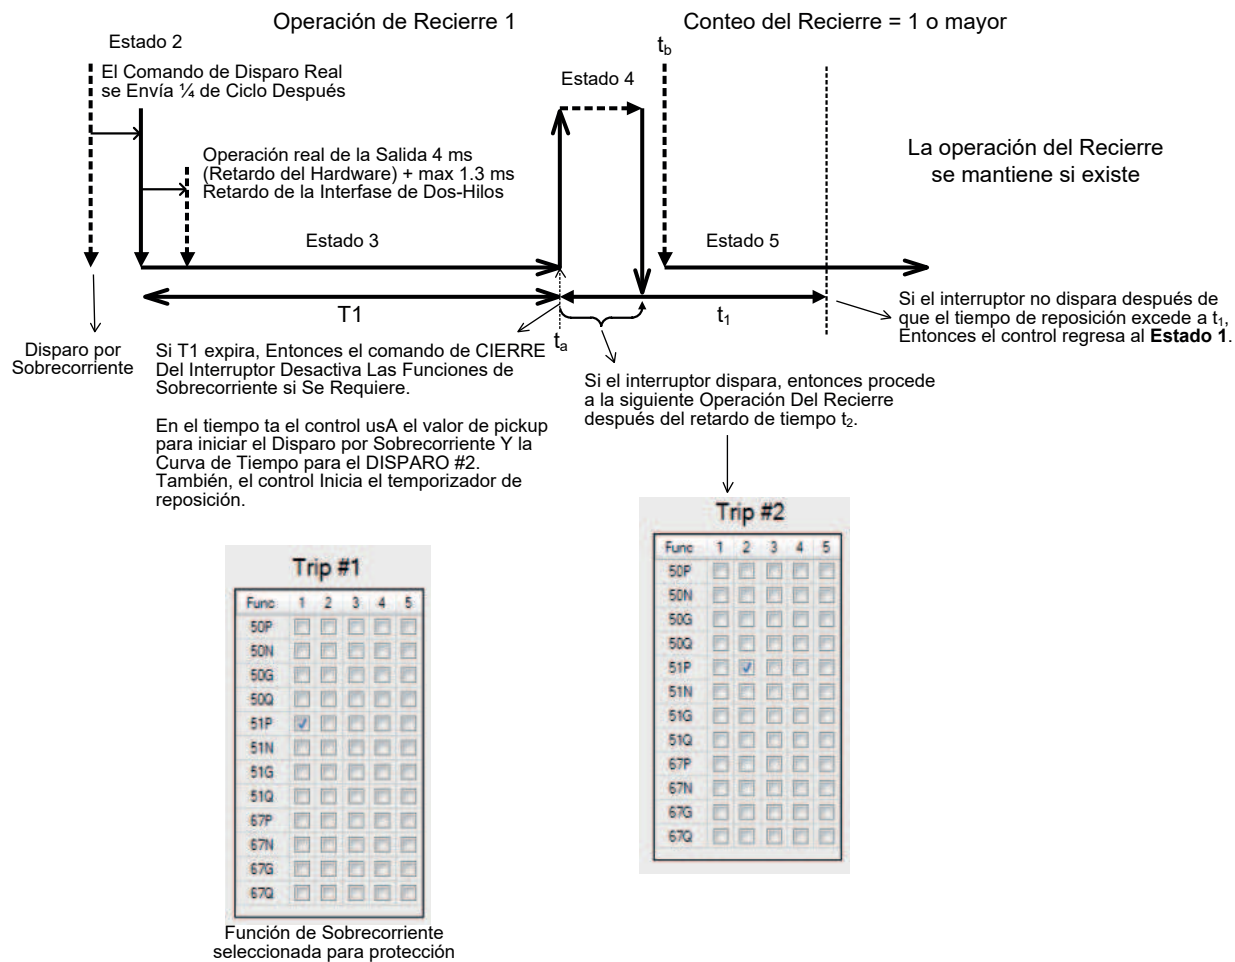 Operación de Recierre 1
Conteo del Recierre = 1 o mayor
Estado 2
El Comando de Disparo Real
se Envía ¼ de Ciclo Después
tb
Estado 4
Operación real de la Salida 4 ms
(Retardo del Hardware) + max 1.3 ms
Retardo de la Interfase de Dos-Hilos
La operación del Recierre
se mantiene si existe
Estado 3
Estado 5
T1
t1
ta
Disparo por
Sobrecorriente
Si T1 expira, Entonces el comando de CIERRE
Del Interruptor Desactiva Las Funciones de
Sobrecorriente si Se Requiere.
En el tiempo ta el control usA el valor de pickup
para iniciar el Disparo por Sobrecorriente Y la
Curva de Tiempo para el DISPARO #2.
También, el control Inicia el temporizador de
reposición.
Si el interruptor dispara, entonces procede
a la siguiente Operación Del Recierre
después del retardo de tiempo t2.
Si el interruptor no dispara después de
que el tiempo de reposición excede a t1,
Entonces el control regresa al Estado 1.
Trip #1
Func 1 2 3 4 5
50P
50N
50G
50Q
51P
51N
51G
51Q
67P
67N
67G
67Q
Función de Sobrecorriente
seleccionada para protección
Trip #2
Func 1 2 3 4 5
50P
50N
50G
50Q
51P
51N
51G
51Q
67P
67N
67G
67Q